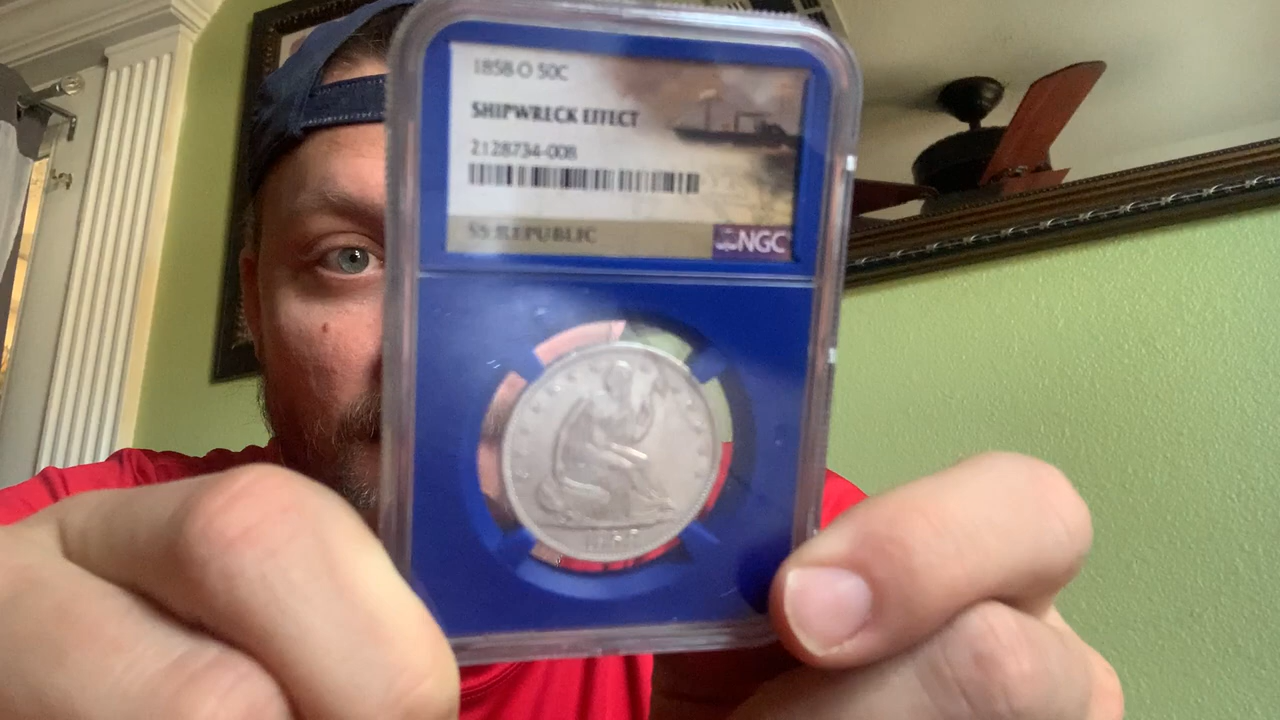 1858-O 50C
SHIPWRECK EFFECT
2128734-008
SS REPUBLIC
NGC